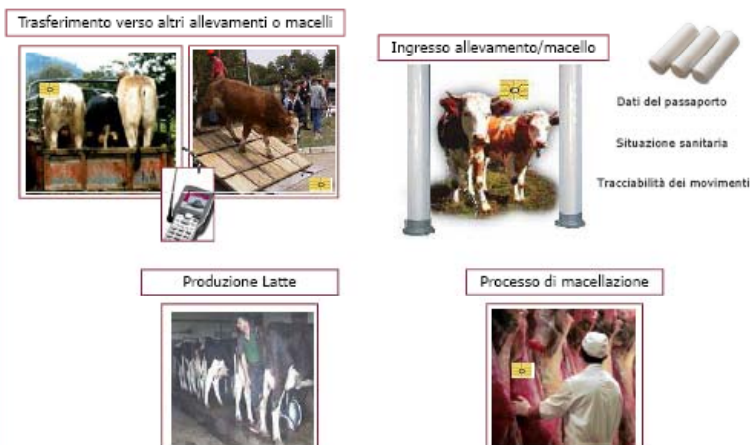 Trasferimento verso altri allevamenti o macelli
Ingresso allevamento/macello
Dati del passaporto
Situazione sanitaria
Tracciabilità dei movimenti
Produzione Latte
Processo di macellazione